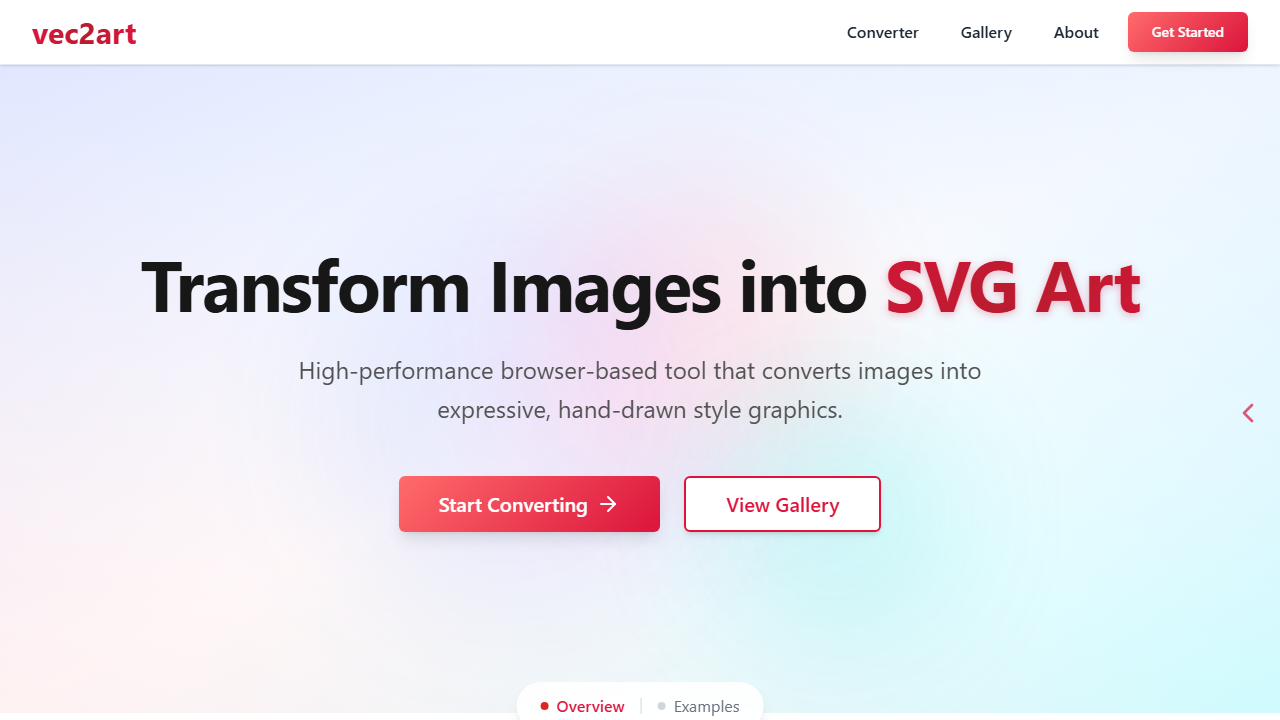 vec2art
Converter
Gallery
About
Get Started
Transform Images into SVG Art
High-performance browser-based tool that converts images into
expressive, hand-drawn style graphics.
Start Converting
View Gallery
Overview
Examples